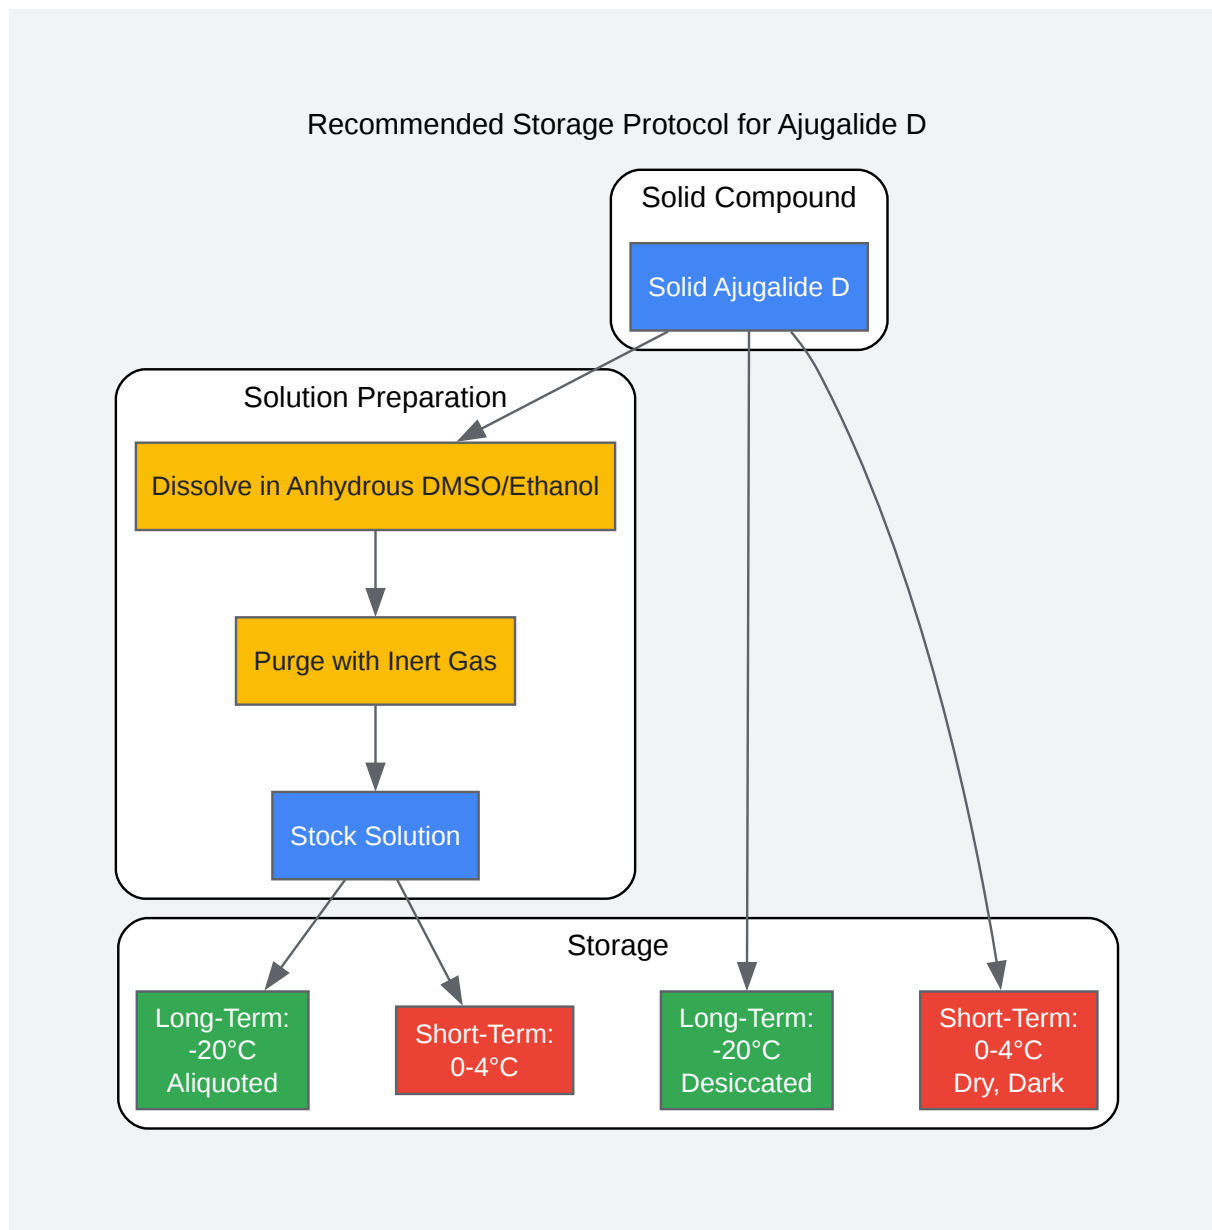 Recommended Storage Protocol for Ajugalide D
Solid Compound
Solid Ajugalide D
Solution Preparation
Dissolve in Anhydrous DMSO/Ethanol
Purge with Inert Gas
Stock Solution
Storage
Long-Term:
-20°C
Aliquoted
Short-Term:
0-4°C
Long-Term:
-20°C
Desiccated
Short-Term:
0-4°C
Dry, Dark